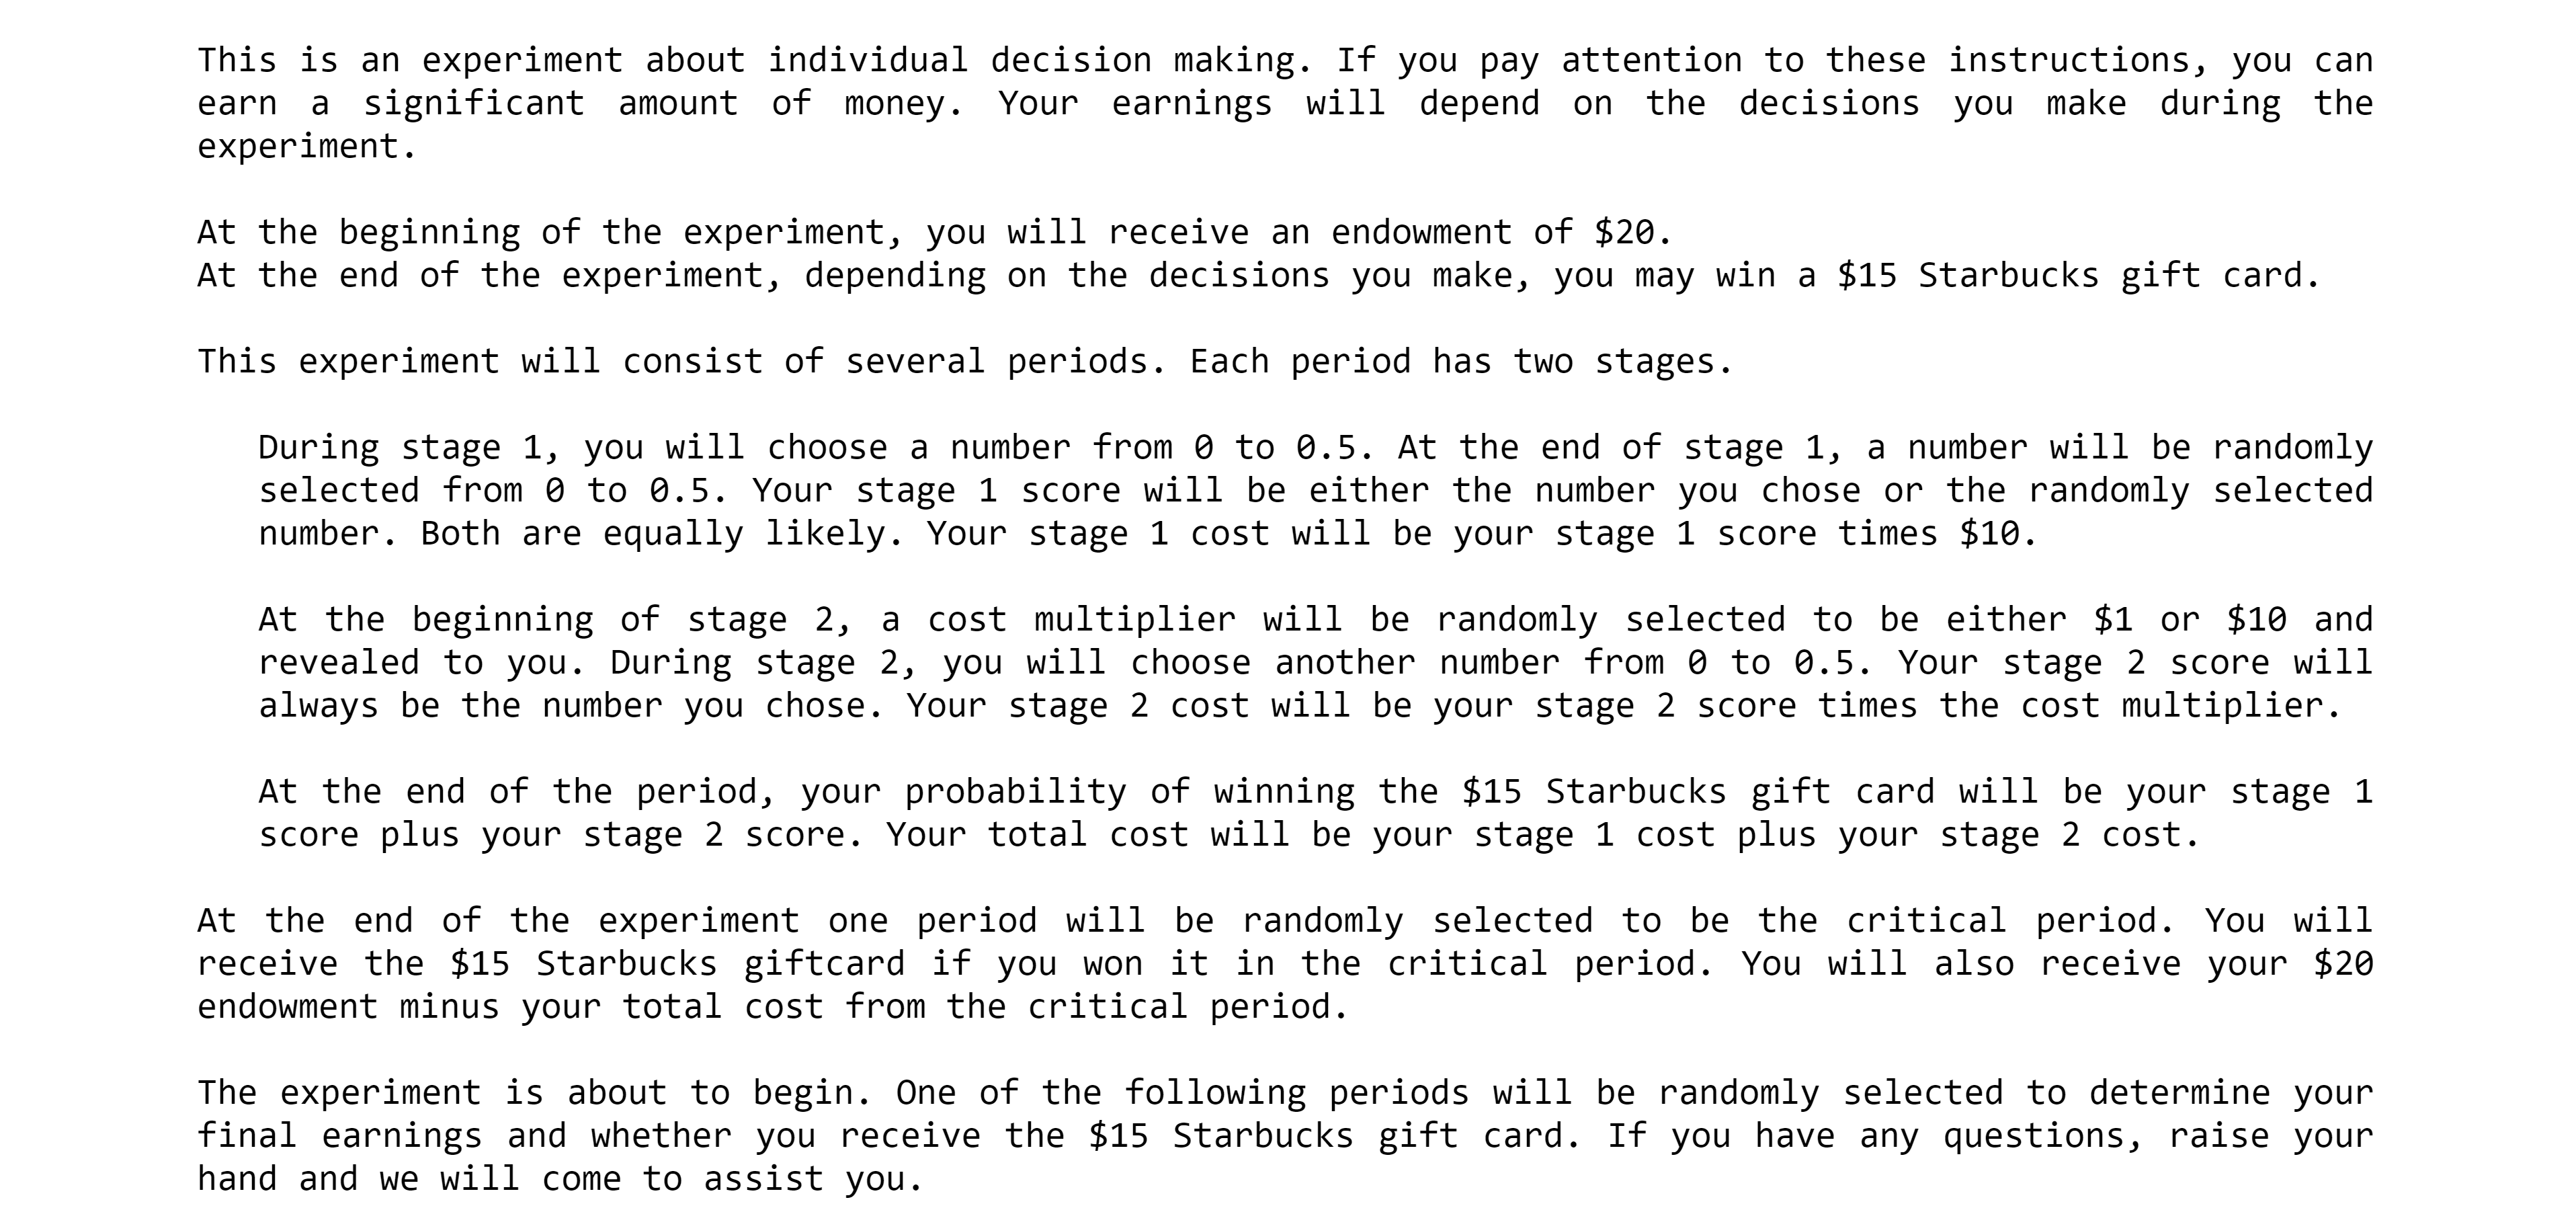 This is an experiment about individual decision making. If you pay attention to these instructions, you can
earn a significant amount of money. Your earnings will depend on the decisions you make during the
experiment.
At the beginning of the experiment, you will receive an endowment of $20.
At the end of the experiment, depending on the decisions you make, you may win a $15 Starbucks gift card.
This experiment will consist of several periods. Each period has two stages.
During stage 1, you will choose a number from 0 to 0.5. At the end of stage 1, a number will be randomly
selected from 0 to 0.5. Your stage 1 score will be either the number you chose or the randomly selected
number. Both are equally likely. Your stage 1 cost will be your stage 1 score times $10.
At the beginning of stage 2, a cost multiplier will be randomly selected to be either $1 or $10 and
revealed to you. During stage 2, you will choose another number from 0 to 0.5. Your stage 2 score will
always be the number you chose. Your stage 2 cost will be your stage 2 score times the cost multiplier.
At the end of the period, your probability of winning the $15 Starbucks gift card will be your stage 1
score plus your stage 2 score. Your total cost will be your stage 1 cost plus your stage 2 cost.
At the end of the experiment one period will be randomly selected to be the critical period. You will
receive the $15 Starbucks giftcard if you won it in the critical period. You will also receive your $20
endowment minus your total cost from the critical period.
The experiment is about to begin. One of the following periods will be randomly selected to determine your
final earnings and whether you receive the $15 Starbucks gift card. If you have any questions, raise your
hand and we will come to assist you.